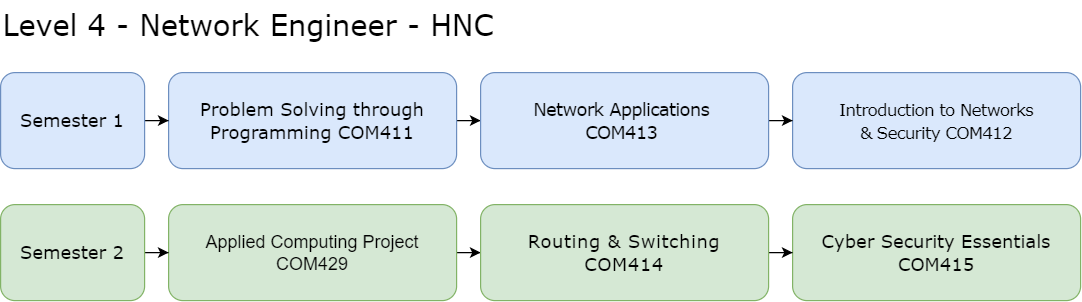 Level 4 - Network Engineer - HNC
Semester 1
Problem Solving through
Programming COM411
Network Applications
COM413
Introduction to Networks
& Security COM412
Semester 2
Applied Computing Project
COM429
Routing & Switching
COM414
Cyber Security Essentials
COM415